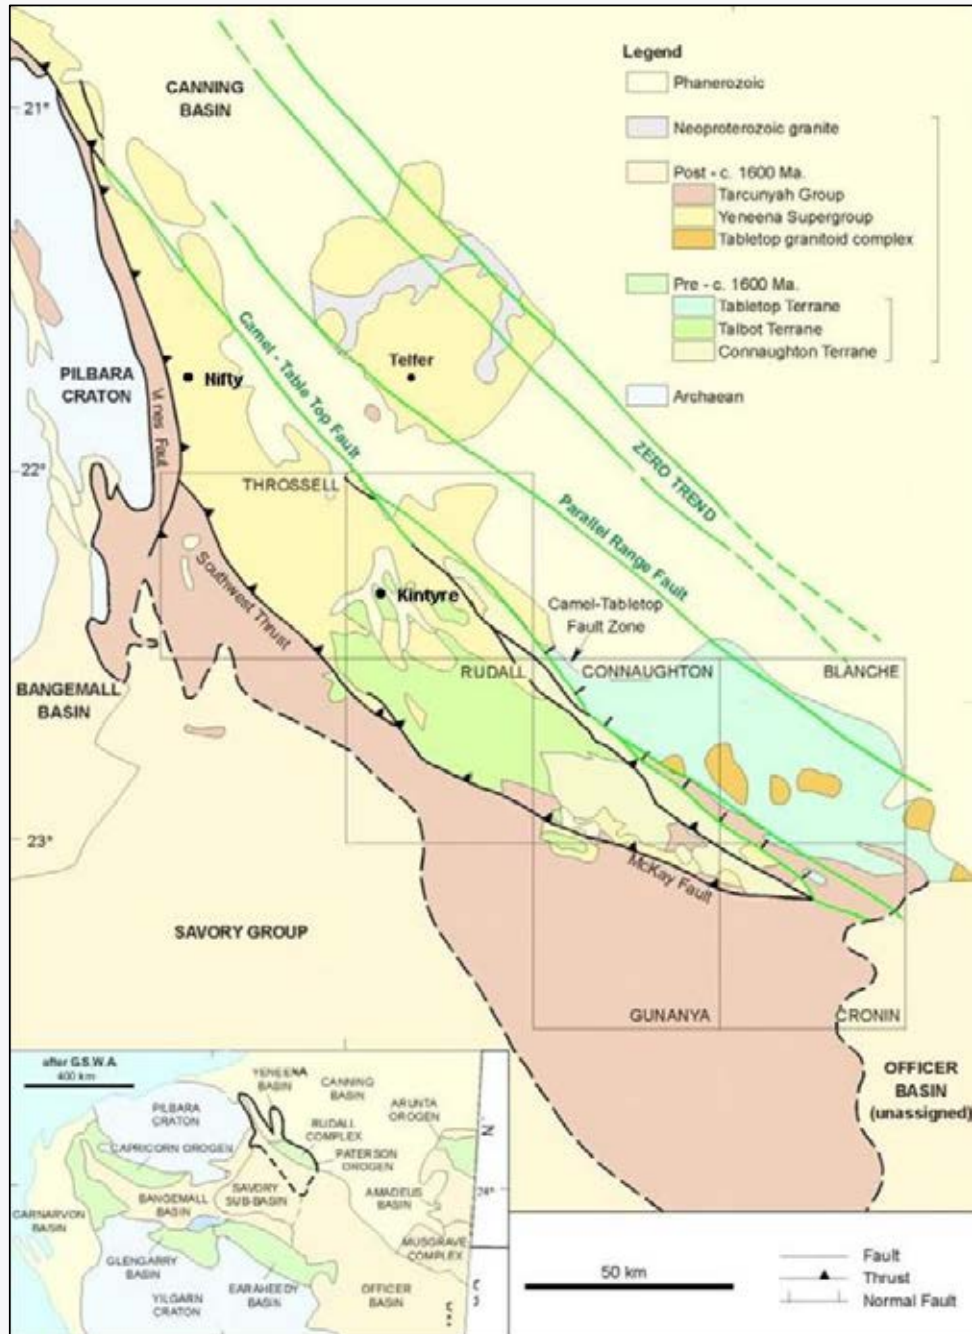 Legend
Phanerozoic
Neoproterozoic granite
Post - c. 1600 Ma.
Tarcunyah Group
Yeneena Supergroup
Tabletop granitoid complex
Pre - c. 1600 Ma.
Tabletop Terrane
Talbot Terrane
Connaughton Terrane
Archaean
CANNING
BASIN
21°
PILBARA
CRATON
Nifty
Telfer
Camel - Table Top Fault
ZERO TREND
Parallel Range Fault
22°
THROSSELL
Southwest Thrust
Kintyre
Camel-Tabletop
Fault Zone
RUDALL
CONNAUGHTON
BLANCHE
BANGEMALL
BASIN
23°
McKay Fault
SAVORY GROUP
GUNANYA
CRONIN
OFFICER
BASIN
(unassigned)
after G.S.W.A.
400 km
YENEENA
BASIN
CANNING
BASIN
ARUNTA
OROGEN
PILBARA
CRATON
RUDALL
COMPLEX
CAPRICORN OROGEN
PATERSON
OROGEN
BANGEMALL
BASIN
SAVORY
SUB-BASIN
AMADEUS
BASIN
CARNARVON
BASIN
MUSGRAVE
COMPLEX
GLENGARRY
BASIN
EARAHEEDY
BASIN
YILGARN
CRATON
OFFICER
BASIN
N
50 km
Fault
Thrust
Normal Fault